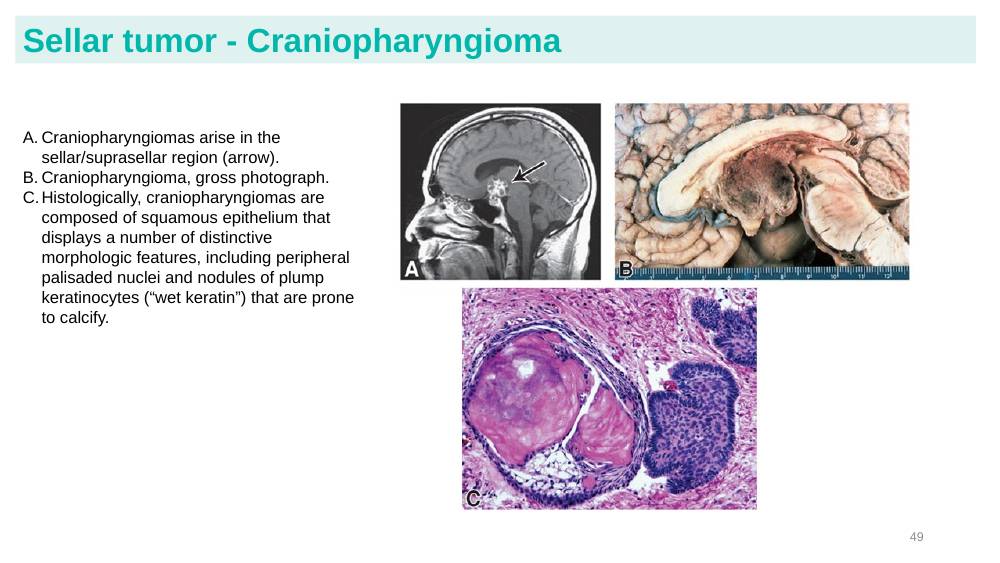 Sellar tumor - Craniopharyngioma
A. Craniopharyngiomas arise in the
sellar/suprasellar region (arrow).
B. Craniopharyngioma, gross photograph.
C. Histologically, craniopharyngiomas are
composed of squamous epithelium that
displays a number of distinctive
morphologic features, including peripheral
palisaded nuclei and nodules of plump
keratinocytes (“wet keratin”) that are prone
to calcify.
A
B
C
49